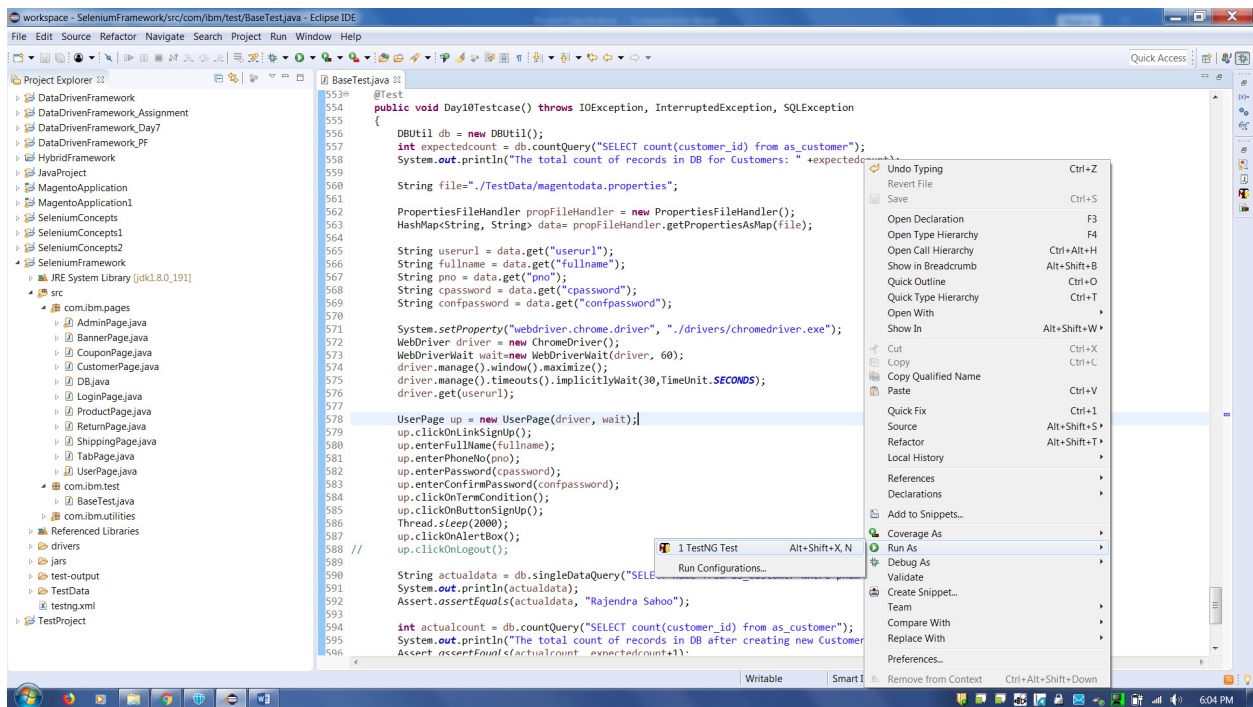 workspace - SeleniumFramework/src/com/ibm/test/BaseTest.java - Eclipse IDE
File Edit Source Refactor Navigate Search Project Run Window Help
Quick Access
Project Explorer
DataDrivenFramework
DataDrivenFramework_Assignment
DataDrivenFramework_Day7
DataDrivenFramework_PF
HybridFramework
JavaProject
MagentoApplication
MagentoApplication1
SeleniumConcepts
SeleniumConcepts1
SeleniumConcepts2
SeleniumFramework
JRE System Library [jdk1.8.0_191]
src
com.ibm.pages
AdminPage.java
BannerPage.java
CouponPage.java
CustomerPage.java
DB.java
LoginPage.java
ProductPage.java
ReturnPage.java
ShippingPage.java
TabPage.java
UserPage.java
com.ibm.test
BaseTest.java
com.ibm.utilities
Referenced Libraries
drivers
jars
test-output
TestData
testng.xml
TestProject
BaseTest.java
553 @Test
554 public void Day10Testcase() throws IOException, InterruptedException, SQLException
555 {
556 DBUtil db = new DBUtil();
557 int expectedcount = db.countQuery("SELECT count(customer_id) from as_customer");
558 System.out.println("The total count of records in DB for Customers: " +expectedcount);
559
560 String file="./TestData/magentodata.properties";
561
562 PropertiesFileHandler propFileHandler = new PropertiesFileHandler();
563 HashMap<String, String> data= propFileHandler.getPropertiesAsMap(file);
564
565 String userurl = data.get("userurl");
566 String fullname = data.get("fullname");
567 String pno = data.get("pno");
568 String cpassword = data.get("cpassword");
569 String confpassword = data.get("confpassword");
570
571 System.setProperty("webdriver.chrome.driver", "./drivers/chromedriver.exe");
572 WebDriver driver = new ChromeDriver();
573 WebDriverWait wait=new WebDriverWait(driver, 60);
574 driver.manage().window().maximize();
575 driver.manage().timeouts().implicitlyWait(30,TimeUnit.SECONDS);
576 driver.get(userurl);
577
578 UserPage up = new UserPage(driver, wait);
579 up.clickOnLinkSignUp();
580 up.enterFullName(fullname);
581 up.enterPhoneNo(pno);
582 up.enterPassword(cpassword);
583 up.enterConfirmPassword(confpassword);
584 up.clickOnTermCondition();
585 up.clickOnButtonSignUp();
586 Thread.sleep(2000);
587 up.clickOnAlertBox();
588 // up.clickOnLogout();
589
590 String actualdata = db.singleDataQuery("SELE
591 System.out.println(actualdata);
592 Assert.assertEquals(actualdata, "Rajendra Sahoo");
593
594 int actualcount = db.countQuery("SELECT count(customer_id) from as_customer");
595 System.out.println("The total count of records in DB after creating new Customer
596 Assert.assertEquals(actualcount, expectedcount+1);
Undo Typing Ctrl+Z
Revert File
Save Ctrl+S
Open Declaration F3
Open Type Hierarchy F4
Open Call Hierarchy Ctrl+Alt+H
Show in Breadcrumb Alt+Shift+B
Quick Outline Ctrl+O
Quick Type Hierarchy Ctrl+T
Open With
Show In Alt+Shift+W
Cut Ctrl+X
Copy Ctrl+C
Copy Qualified Name
Paste Ctrl+V
Quick Fix Ctrl+1
Source Alt+Shift+S
Refactor Alt+Shift+T
Local History
References
Declarations
Add to Snippets...
Coverage As
Run As
Debug As
Validate
Create Snippet...
Team
Compare With
Replace With
Preferences...
Remove from Context Ctrl+Alt+Shift+Down
1 TestNG Test Alt+Shift+X, N
Run Configurations...
Writable
Smart I
6:04 PM